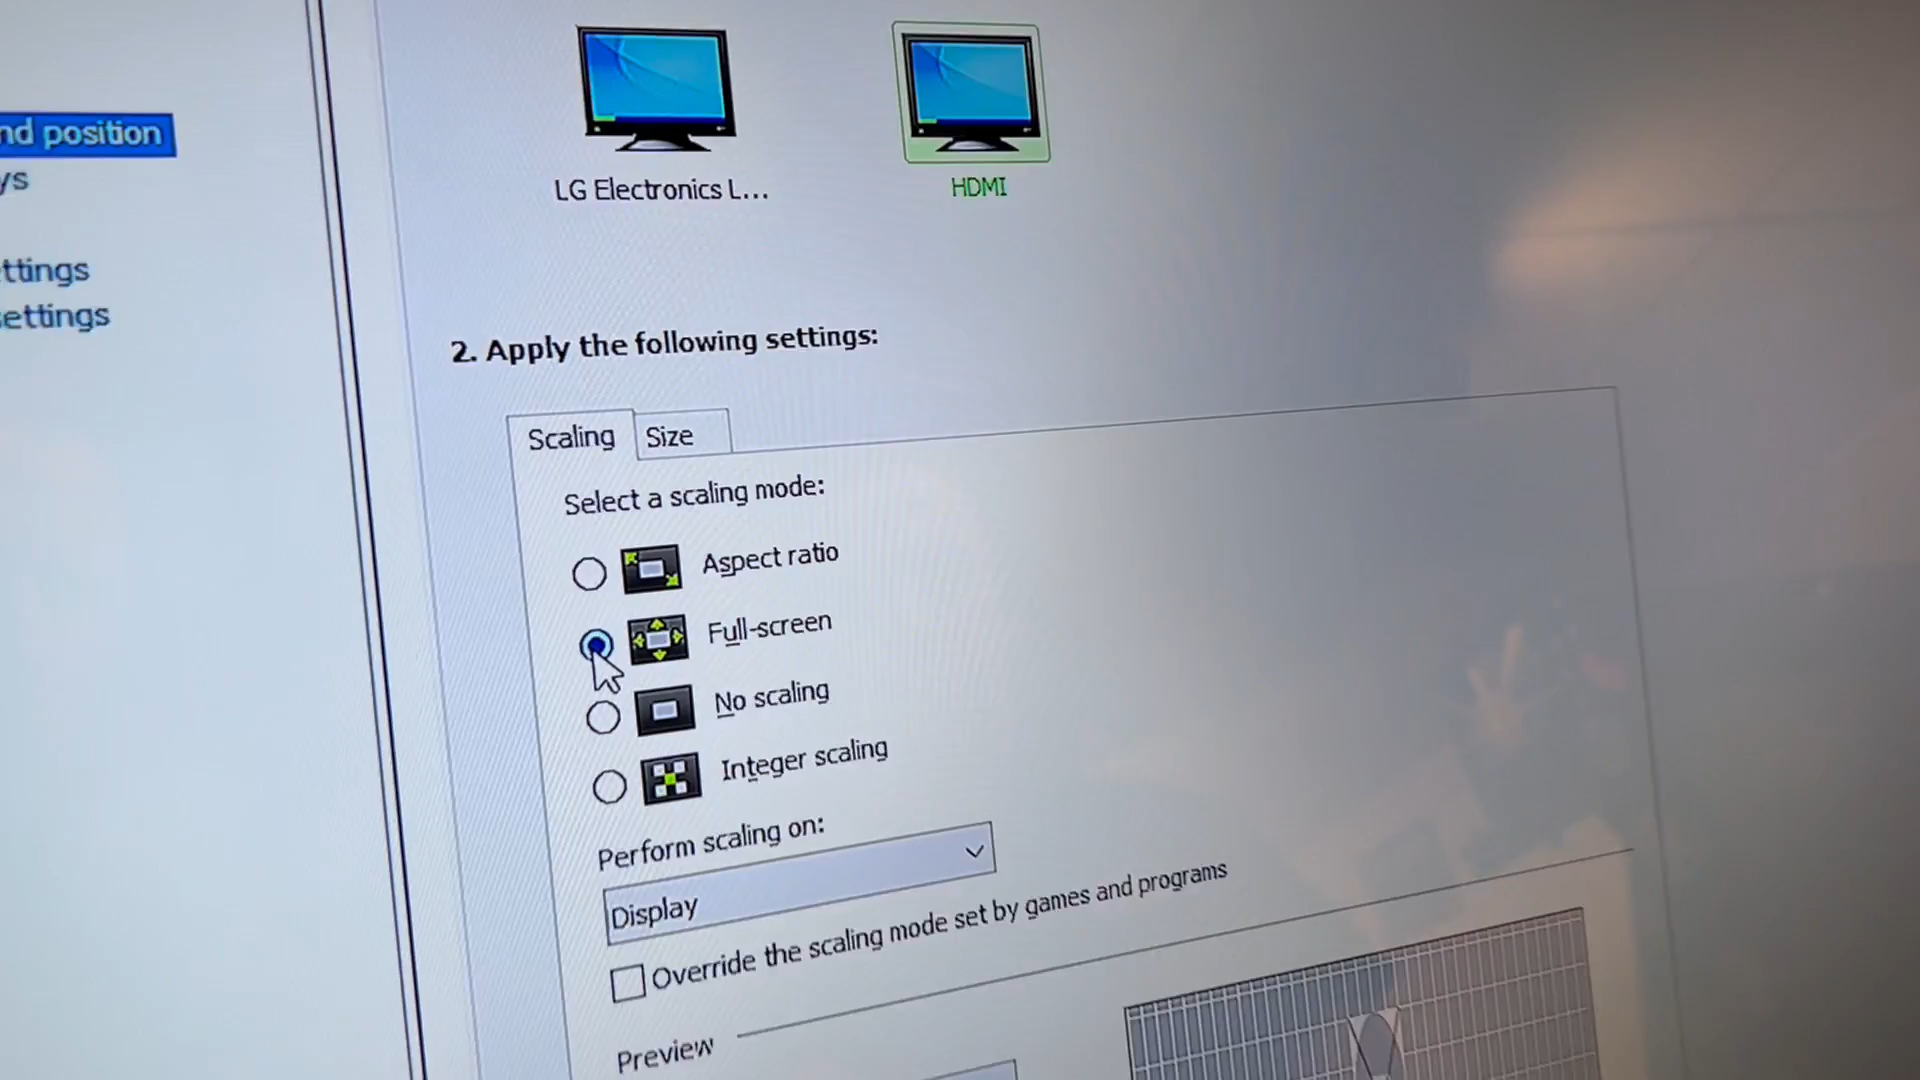 nd position
ys
ttings
settings
LG Electronics L...
HDMI
2. Apply the following settings:
Scaling
Size
Select a scaling mode:
Aspect ratio
Full-screen
No scaling
Integer scaling
Perform scaling on:
Display
Override the scaling mode set by games and programs
Preview